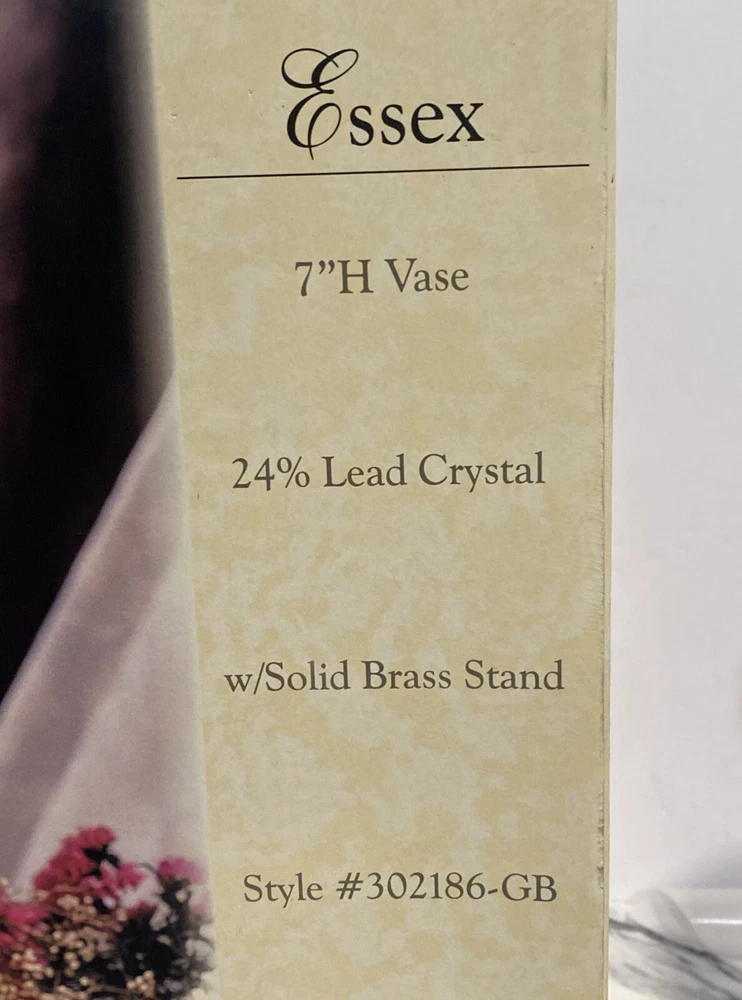 Essex
7”H Vase
24% Lead Crystal
w/Solid Brass Stand
Style #302186-GB